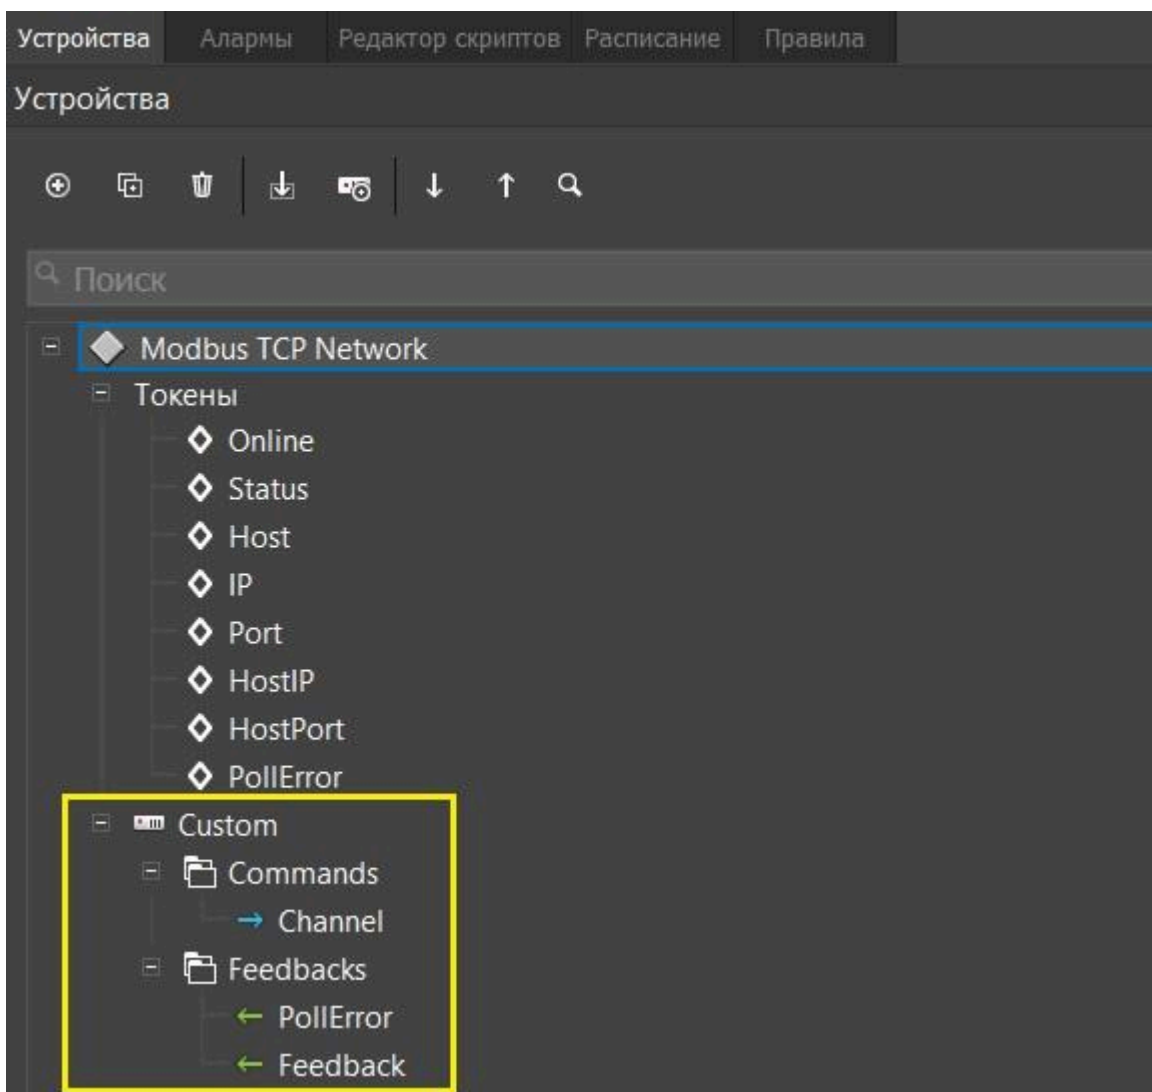 Устройства Алармы Редактор скриптов Расписание Правила
Устройства
Поиск
Modbus TCP Network
Токены
Online
Status
Host
IP
Port
HostIP
HostPort
PollError
Custom
Commands
Channel
Feedbacks
PollError
Feedback